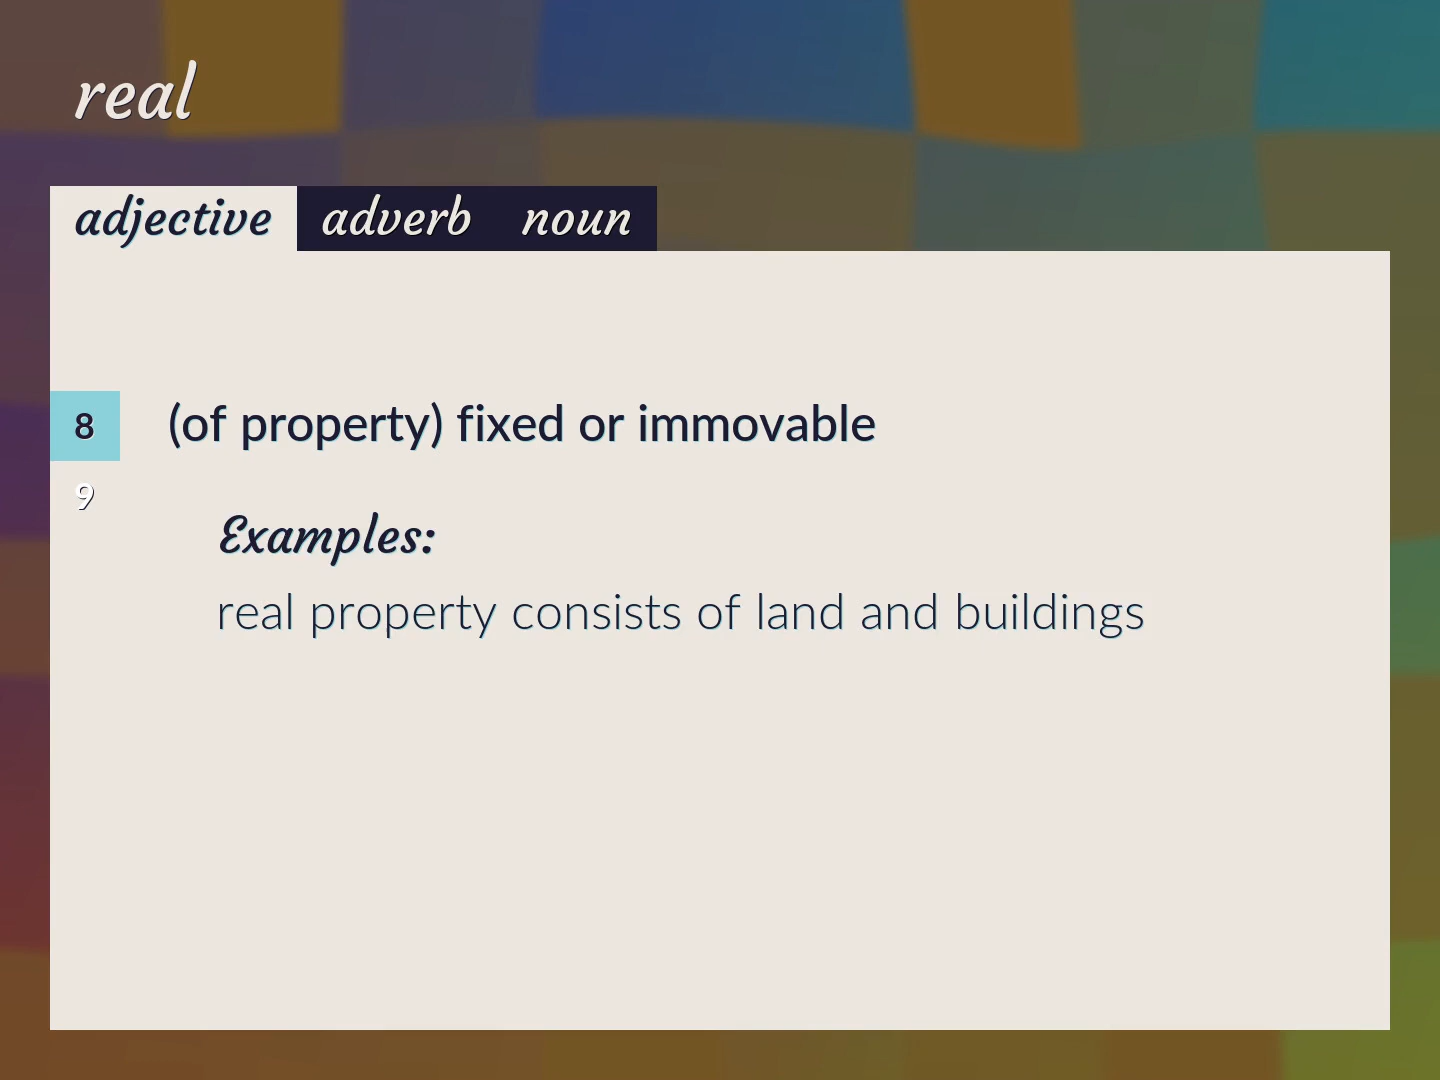 real
adjective adverb noun
8 (of property) fixed or immovable
9
Examples:
real property consists of land and buildings